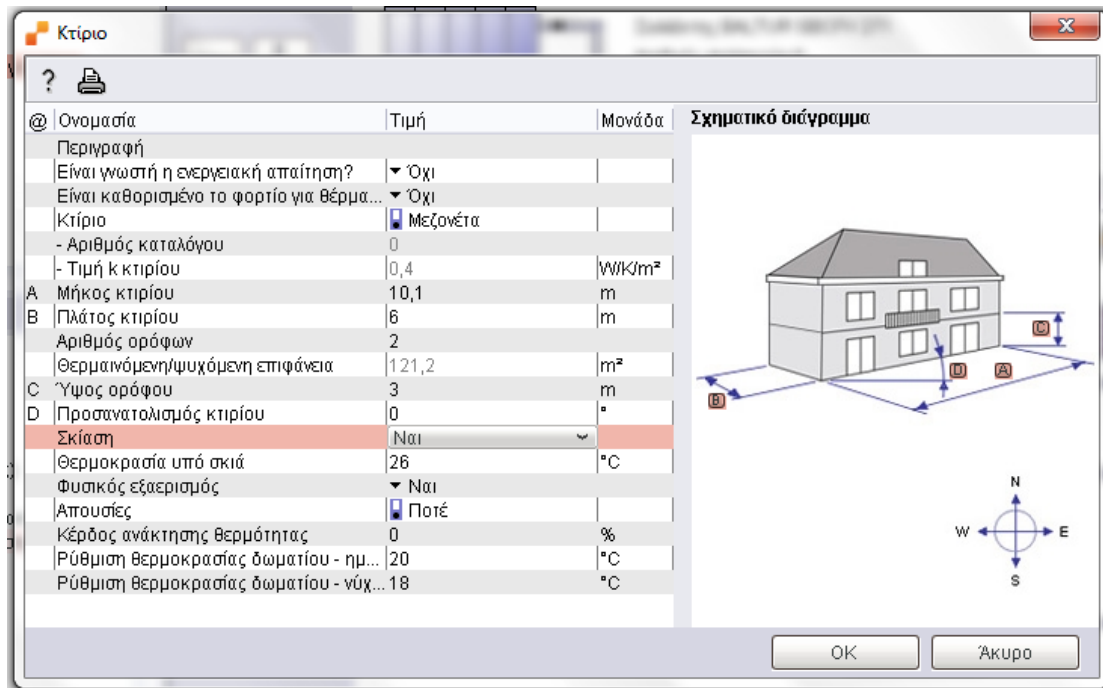 Κτίριο
?
@ Ονομασία Τιμή Μονάδα
Περιγραφή
Είναι γνωστή η ενεργειακή απαίτηση? Όχι
Είναι καθορισμένο το φορτίο για θέρμα... Όχι
Κτίριο Μεζονέτα
- Αριθμός καταλόγου 0
- Τιμή k κτιρίου 0,4 W/K/m²
A Μήκος κτιρίου 10,1 m
B Πλάτος κτιρίου 6 m
Αριθμός ορόφων 2
Θερμαινόμενη/ψυχόμενη επιφάνεια 121,2 m²
C Ύψος ορόφου 3 m
D Προσανατολισμός κτιρίου 0 °
Σκίαση Ναι
Θερμοκρασία υπό σκιά 26 °C
Φυσικός εξαερισμός Ναι
Απουσίες Ποτέ
Κέρδος ανάκτησης θερμότητας 0 %
Ρύθμιση θερμοκρασίας δωματίου - ημ... 20 °C
Ρύθμιση θερμοκρασίας δωματίου - νύχ... 18 °C
Σχηματικό διάγραμμα
C
D A
B
N
W E
S
OK Άκυρο